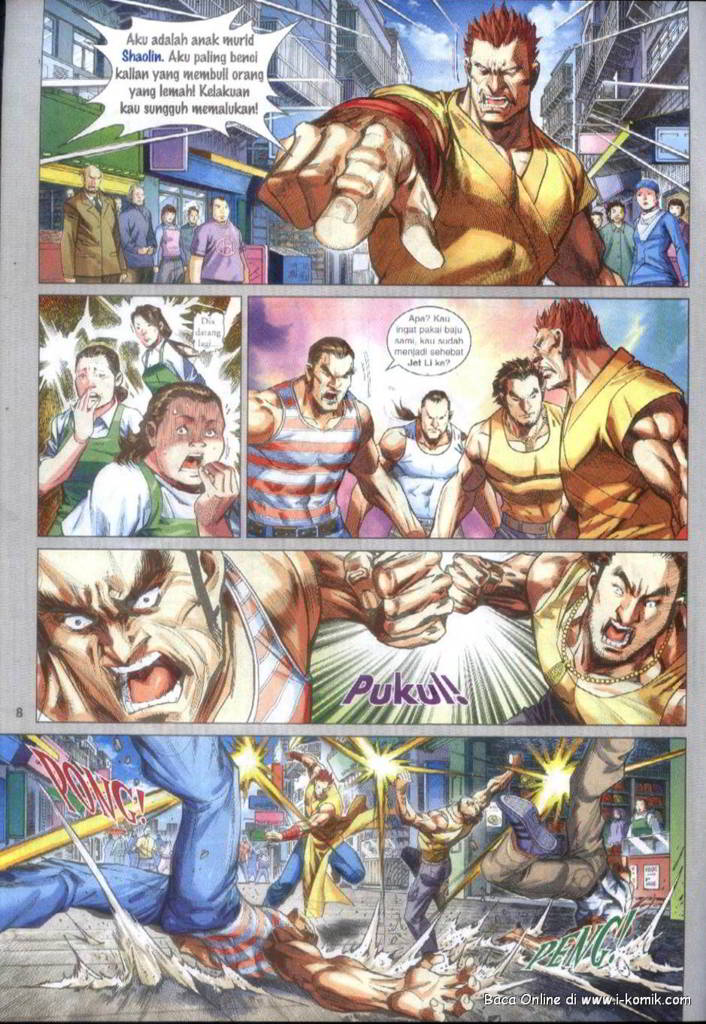 Aku adalah anak murid
Shaolin. Aku paling benci
kalian yang membuli orang
yang lemah! Kelakuan
kau sungguh memalukan!
Dia
datang
lagi...
Apa? Kau
ingat pakai baju
sami, kau sudah
menjadi sehebat
Jet Li ke?
Pukul!
8
PONG!
PENG!
Baca Online di www.i-komik.com